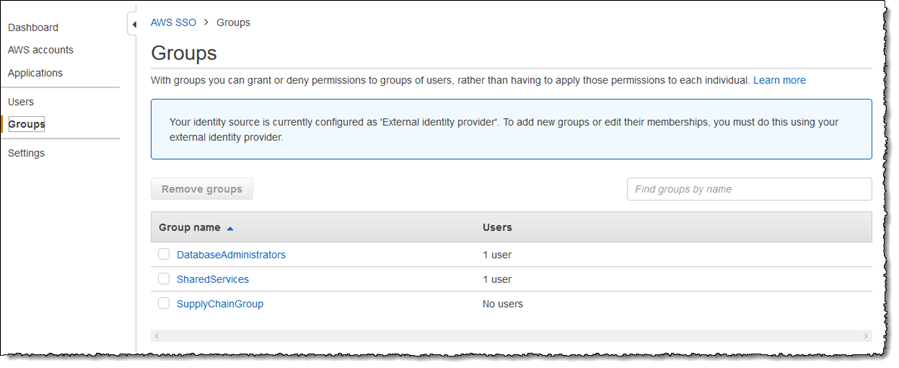 Dashboard
AWS accounts
Applications
Users
Groups
Settings
AWS SSO > Groups
Groups
With groups you can grant or deny permissions to groups of users, rather than having to apply those permissions to each individual. Learn more
Your identity source is currently configured as 'External identity provider'. To add new groups or edit their memberships, you must do this using your
external identity provider.
Remove groups
Find groups by name
Group name Users
DatabaseAdministrators 1 user
SharedServices 1 user
SupplyChainGroup No users